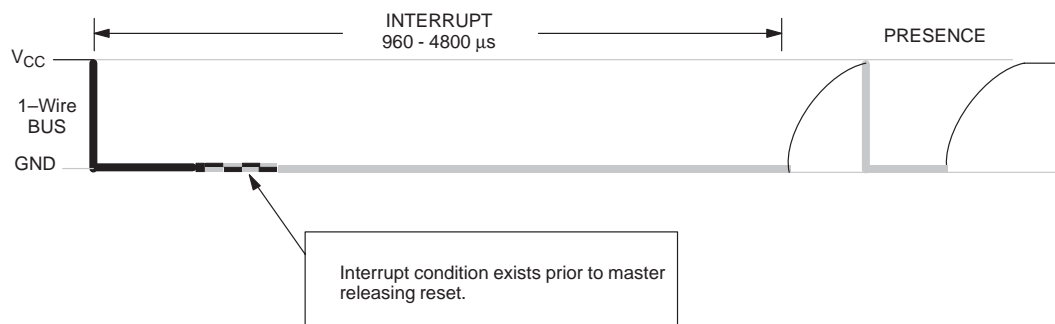 INTERRUPT
960 - 4800 µs
PRESENCE
VCC
1–Wire
BUS
GND
Interrupt condition exists prior to master
releasing reset.